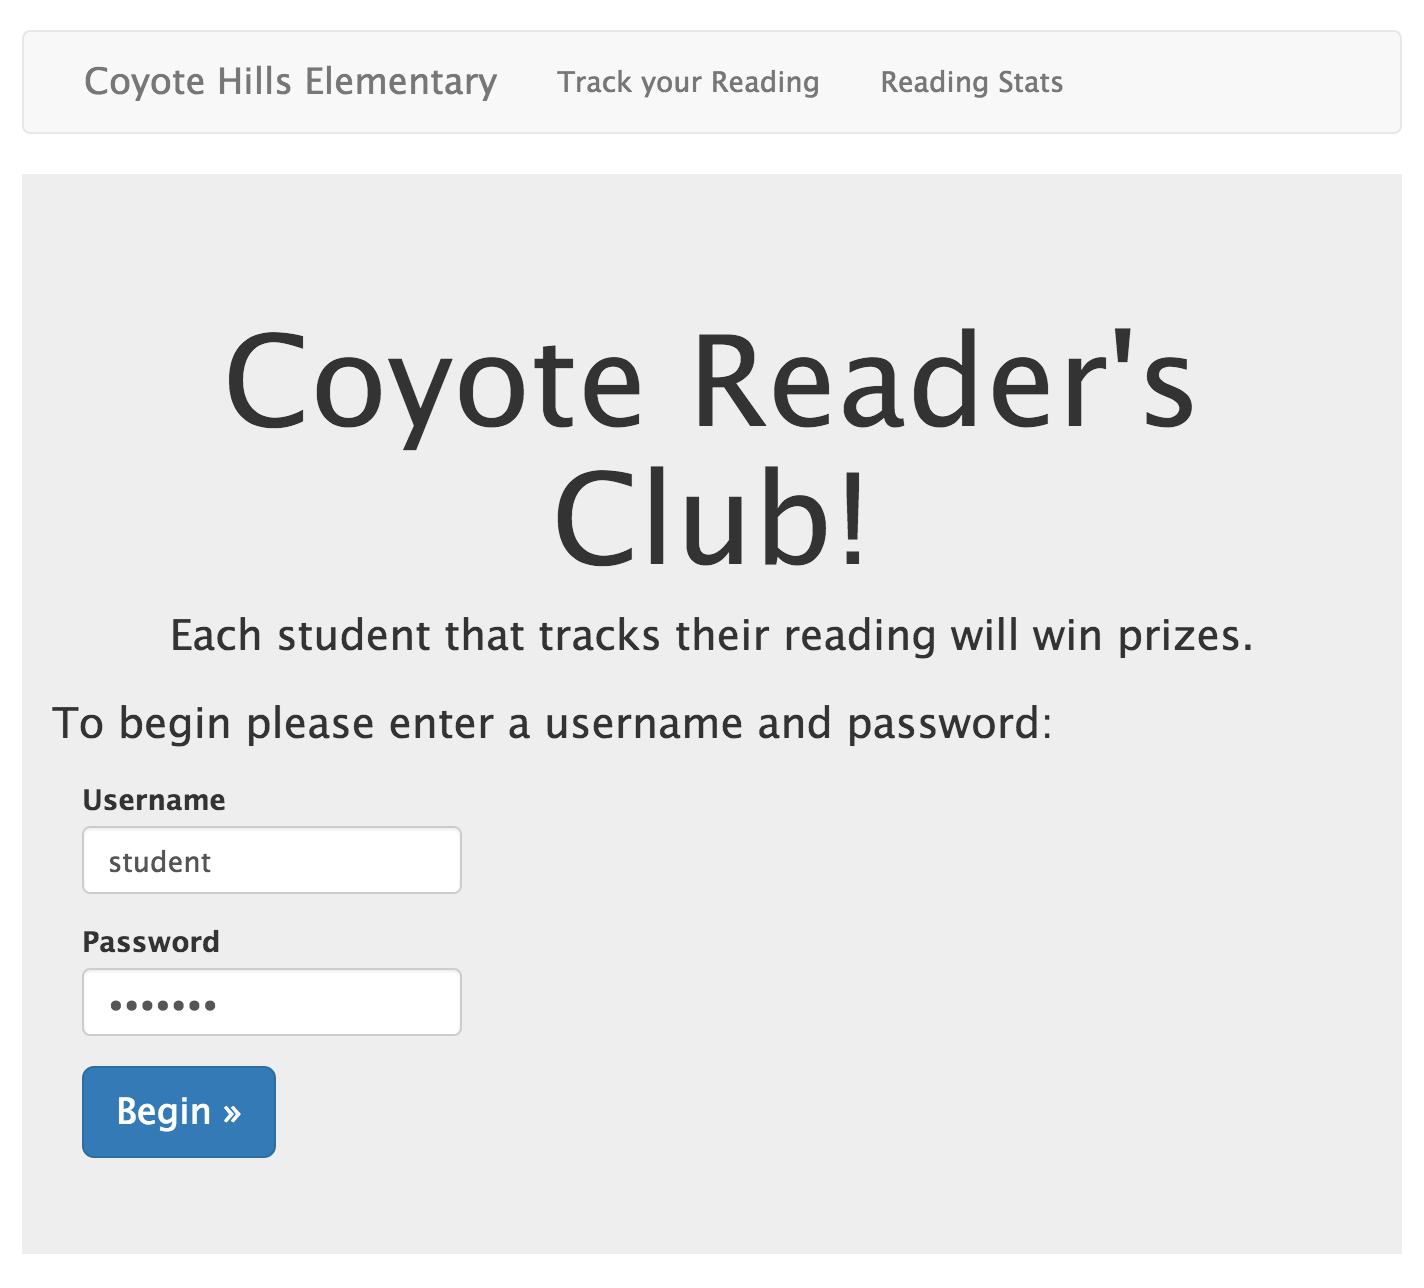 Coyote Hills Elementary Track your Reading Reading Stats
Coyote Reader's
Club!
Each student that tracks their reading will win prizes.
To begin please enter a username and password:
Username
student
Password
•••••••
Begin »